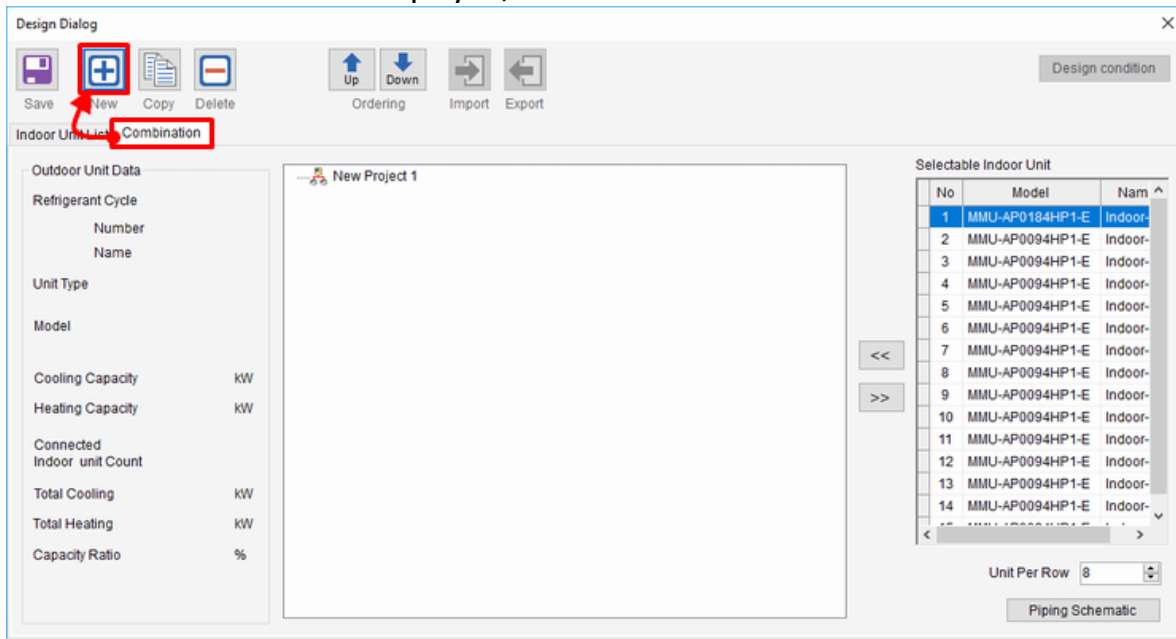 Design Dialog
Save New Copy Delete Up Down Ordering Import Export Design condition
Indoor Unit List Combination
Outdoor Unit Data
Refrigerant Cycle
Number
Name
Unit Type
Model
Cooling Capacity kW
Heating Capacity kW
Connected
Indoor unit Count
Total Cooling kW
Total Heating kW
Capacity Ratio %
New Project 1
<<
>>
Selectable Indoor Unit
No Model Nam
1 MMU-AP0184HP1-E Indoor-
2 MMU-AP0094HP1-E Indoor-
3 MMU-AP0094HP1-E Indoor-
4 MMU-AP0094HP1-E Indoor-
5 MMU-AP0094HP1-E Indoor-
6 MMU-AP0094HP1-E Indoor-
7 MMU-AP0094HP1-E Indoor-
8 MMU-AP0094HP1-E Indoor-
9 MMU-AP0094HP1-E Indoor-
10 MMU-AP0094HP1-E Indoor-
11 MMU-AP0094HP1-E Indoor-
12 MMU-AP0094HP1-E Indoor-
13 MMU-AP0094HP1-E Indoor-
14 MMU-AP0094HP1-E Indoor-
Unit Per Row 8
Piping Schematic